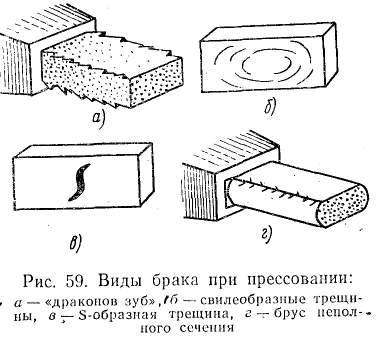 а)
б)
в)
г)
Рис. 59. Виды брака при прессовании:
а — «драконов зуб», б — свилеобразные трещи-
ны, в — S-образная трещина, г — брус непол-
ного сечения